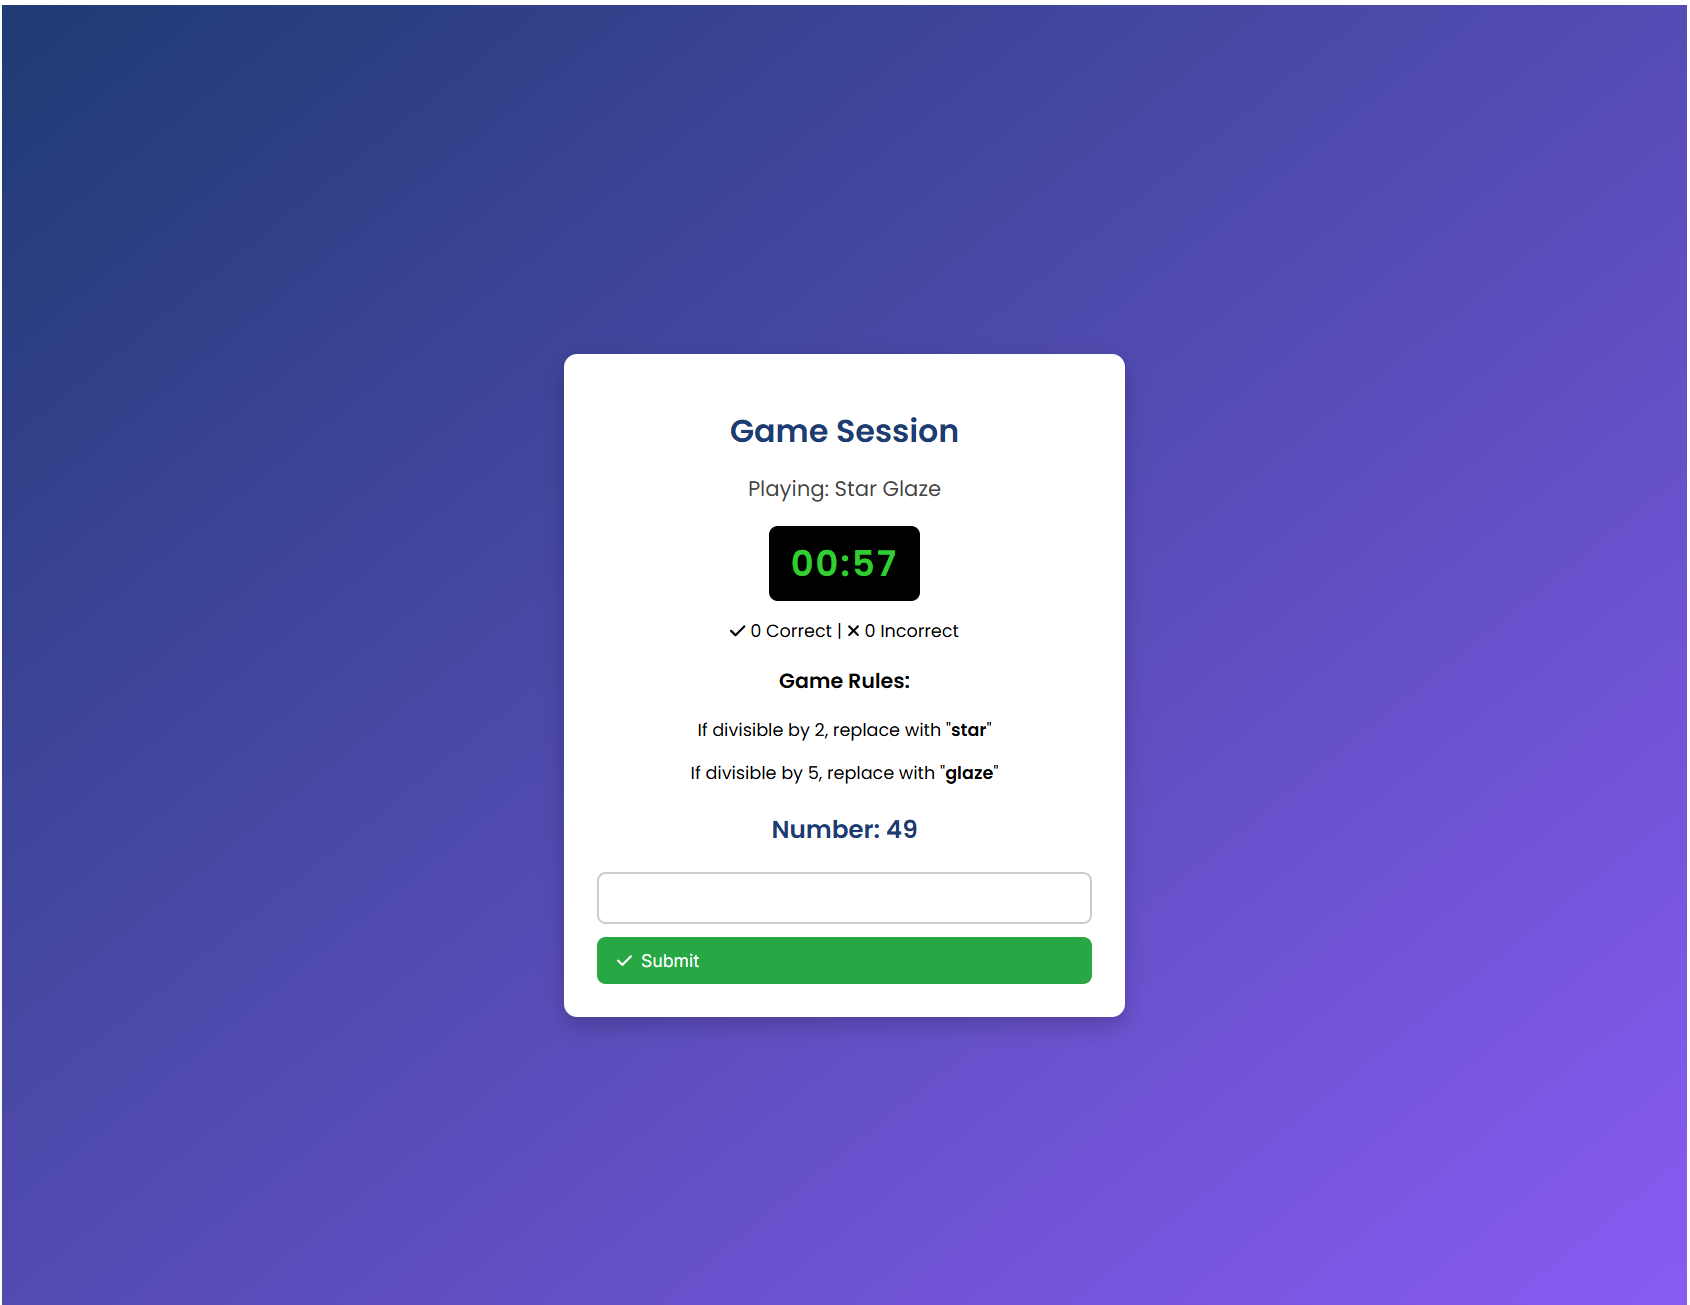 Game Session
Playing: Star Glaze
00:57
✓ 0 Correct | ✕ 0 Incorrect
Game Rules:
If divisible by 2, replace with "star"
If divisible by 5, replace with "glaze"
Number: 49
✓ Submit